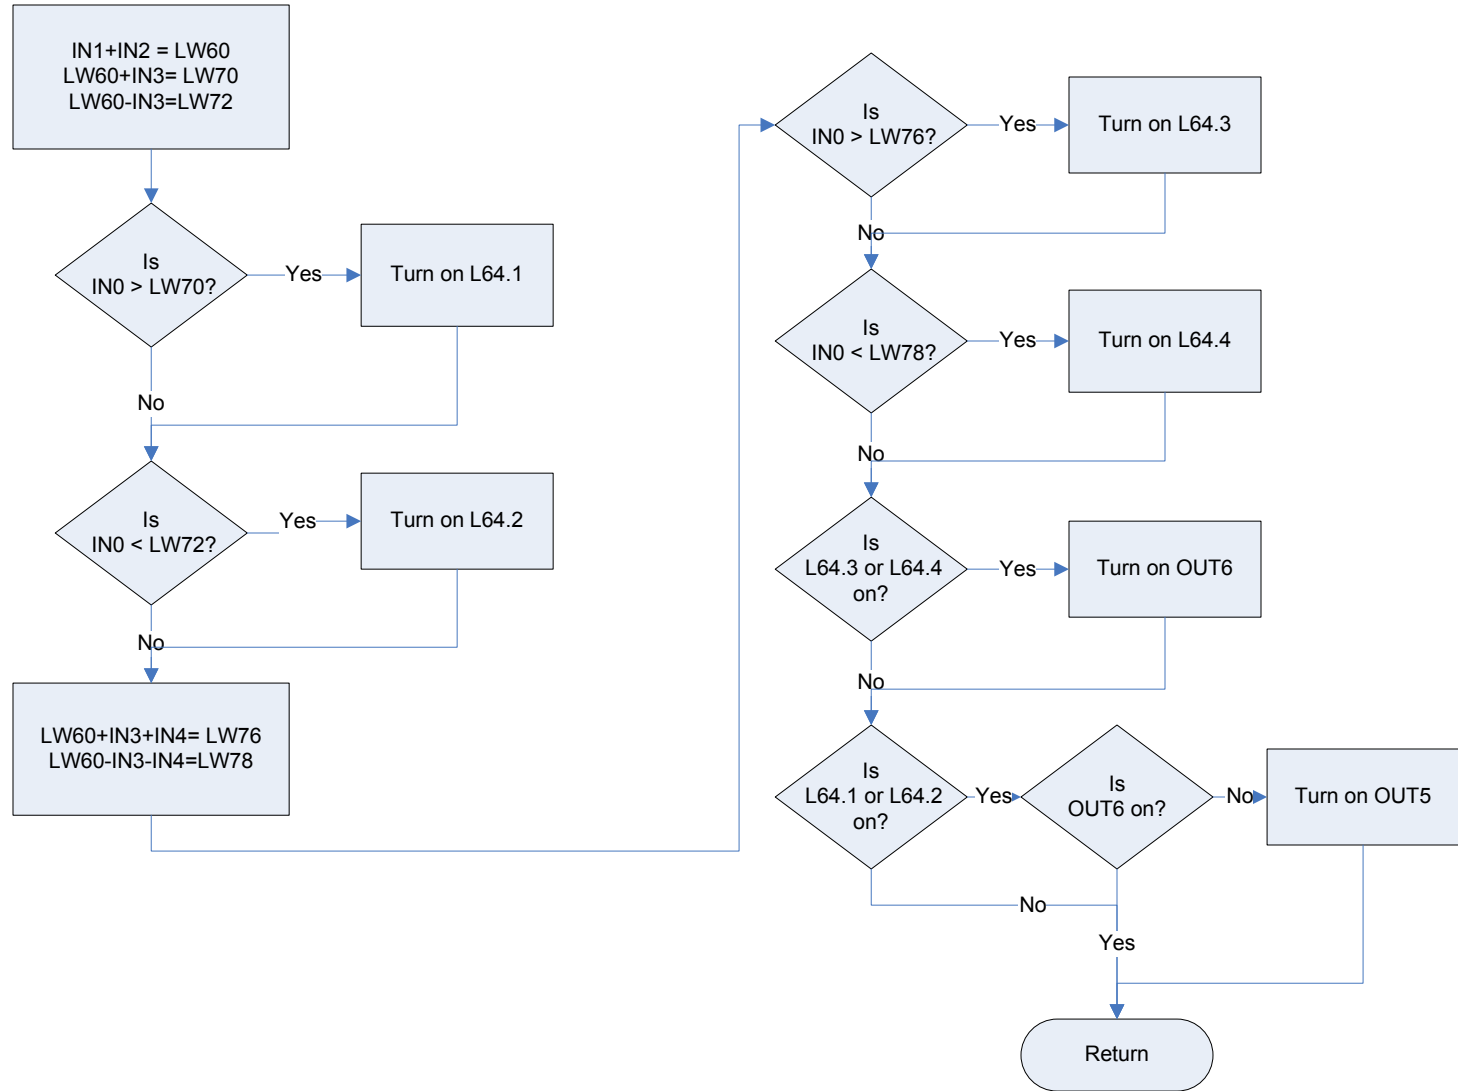 IN1+IN2 = LW60
LW60+IN3= LW70
LW60-IN3=LW72
Is
IN0 > LW70?
Yes
Turn on L64.1
No
Is
IN0 < LW72?
Yes
Turn on L64.2
No
LW60+IN3+IN4= LW76
LW60-IN3-IN4=LW78
Is
IN0 > LW76?
Yes
Turn on L64.3
No
Is
IN0 < LW78?
Yes
Turn on L64.4
No
Is
L64.3 or L64.4
on?
Yes
Turn on OUT6
No
Is
L64.1 or L64.2
on?
Yes
Is
OUT6 on?
No
Turn on OUT5
No
Yes
Return